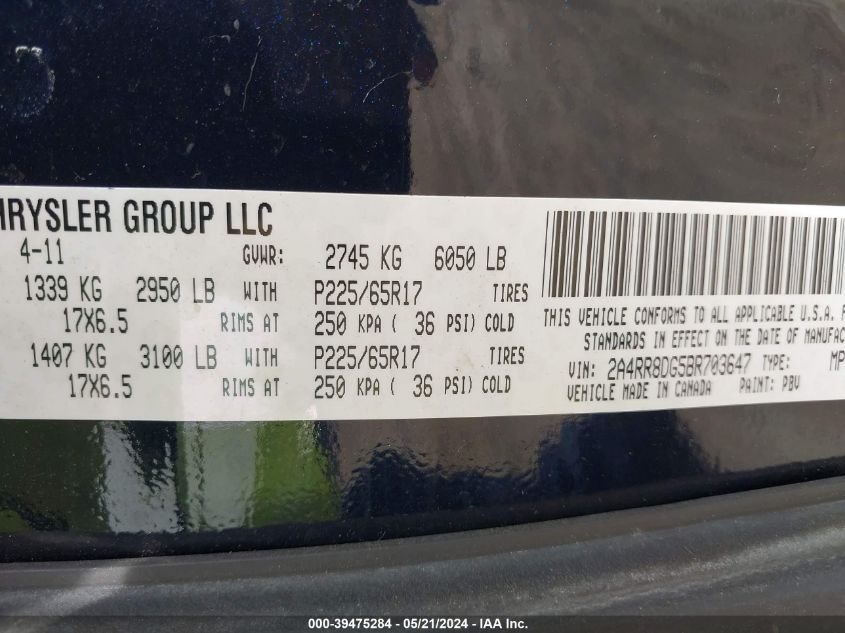 HRYSLER GROUP LLC
4-11 GVWR: 2745 KG 6050 LB
1339 KG 2950 LB WITH P225/65R17 TIRES
17X6.5 RIMS AT 250 KPA ( 36 PSI) COLD
1407 KG 3100 LB WITH P225/65R17 TIRES
17X6.5 RIMS AT 250 KPA ( 36 PSI) COLD
THIS VEHICLE CONFORMS TO ALL APPLICABLE U.S.A. F
STANDARDS IN EFFECT ON THE DATE OF MANUFAC
VIN: 2A4RR8DG5BR703647 TYPE: MP
VEHICLE MADE IN CANADA PAINT: PBV
000-39475284 - 05/21/2024 - IAA Inc.